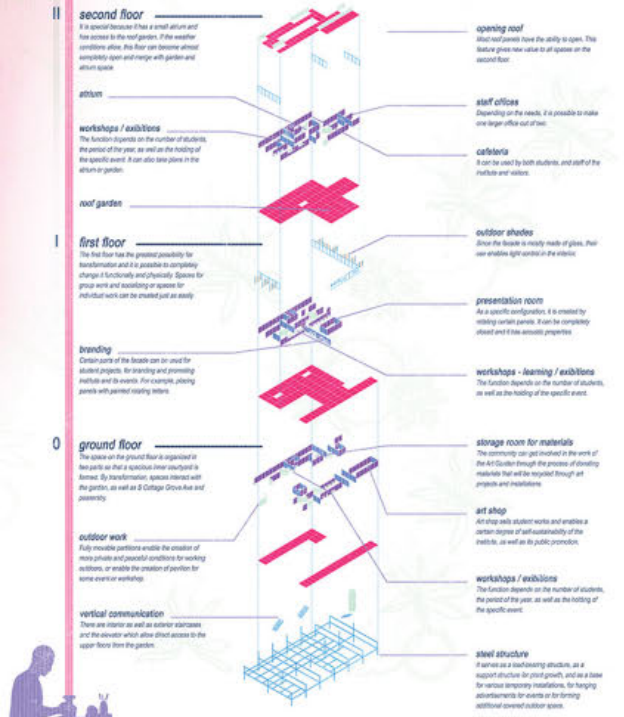 II
second floor
It is special because it has a small atrium and
has access to the roof garden. If the weather
conditions allow, this floor can become almost
completely open and merge with garden and
atrium space.
atrium
workshops / exibitions
The function depends on the number of students,
the period of the year, as well as the holding of
the specific event. It can also take place in the
atrium or garden.
roof garden
I
first floor
The first floor has the greatest possibility for
transformation and it is possible to completely
change it functionally and physically. Spaces for
group work and socializing or spaces for
individual work can be created just as easily.
branding
Certain parts of the facade can be used for
student projects, for branding and promoting
institute and its events. For example, placing
panels with painted rotating letters.
0
ground floor
The space on the ground floor is organized in
two parts so that a spacious inner courtyard is
formed. By transformation, spaces interact with
the garden, as well as S Cottage Grove Ave and
outdoor work
Fully movable partitions enable the creation of
more private and peaceful conditions for working
outdoors, or enable the creation of pavilion for
some event or workshop.
vertical communication
There are interior as well as exterior staircases
and the elevator which allow direct access to the
upper floors from the garden.
opening roof
Most roof panels have the ability to open. This
feature gives new value to all spaces on the
second floor.
staff offices
Depending on the needs, it is possible to make
one larger office out of two.
cafeteria
It can be used by both students, and staff of the
institute and visitors.
outdoor shades
Since the facade is mostly made of glass, their
use enables light control in the interior.
presentation room
As a specific configuration, it is created by
rotating certain panels. It can be completely
closed and it has acoustic properties.
workshops - learning / exibitions
The function depends on the number of students,
as well as the holding of the specific event.
storage room for materials
The community can get involved in the work of
the Art Cluster through the process of donating
materials that will be recycled through art
projects and installations.
art shop
Art shop sells student works and enables a
certain degree of self-sustainability of the
institute, as well as its public promotion.
workshops / exibitions
The function depends on the number of students,
the period of the year, as well as the holding of
the specific event.
steel structure
It serves as a load-bearing structure, as a
support structure for plant growth, and as a base
for various temporary installations, for hanging
advertisements for events or for forming
additional covered outdoor space.